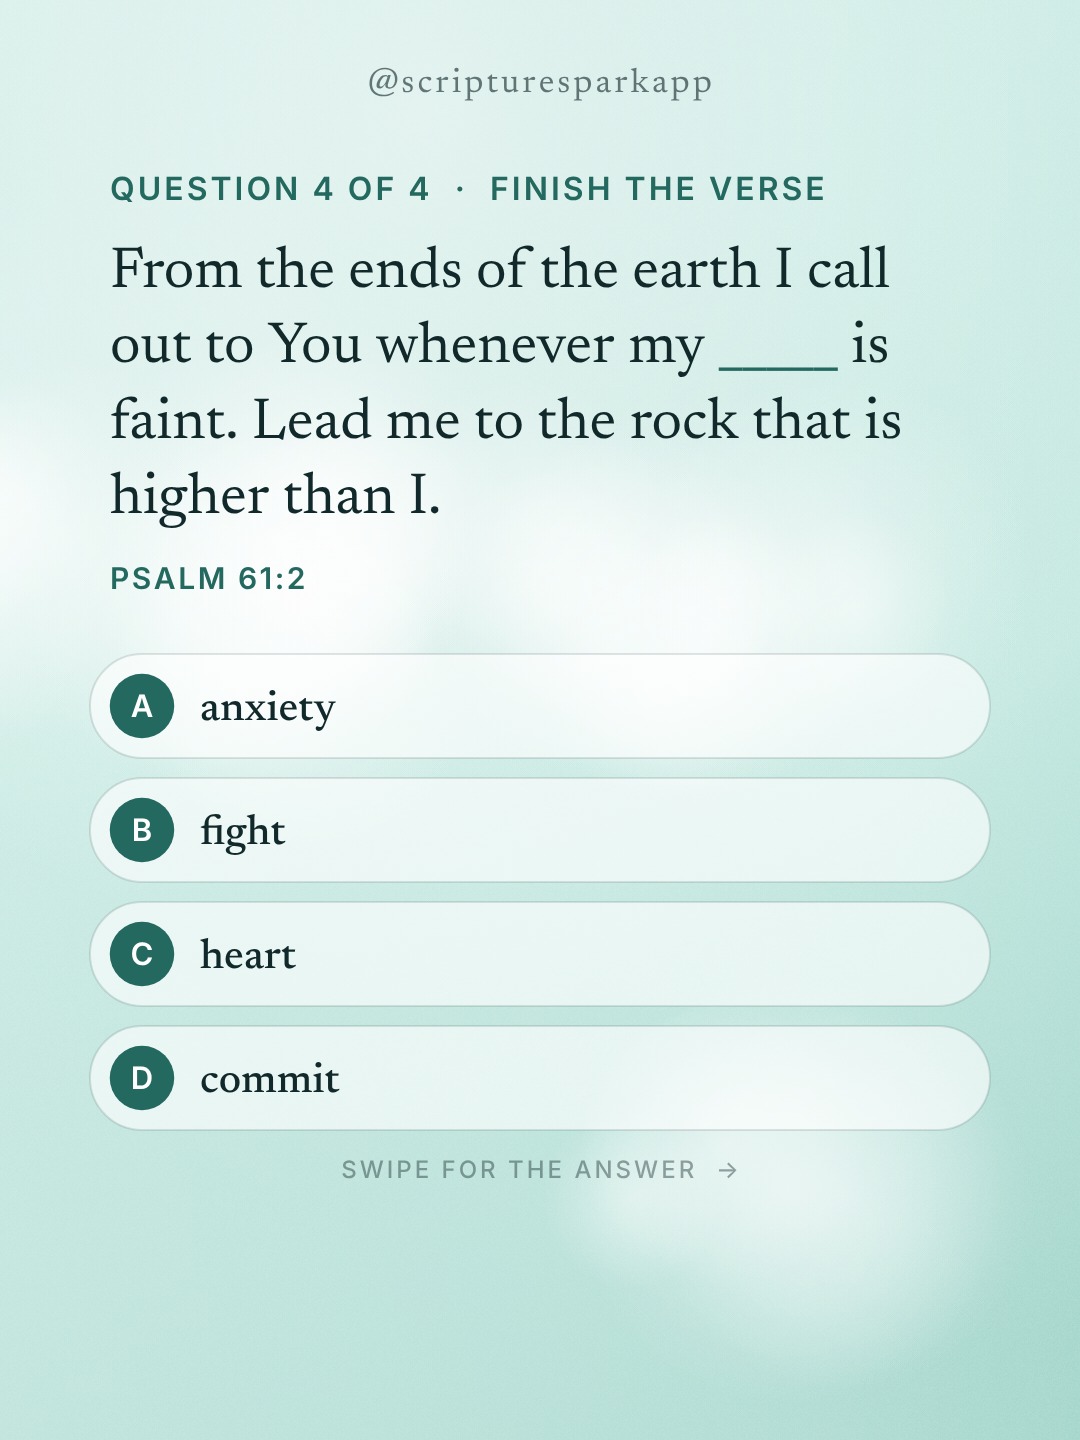 @scripturesparkapp
QUESTION 4 OF 4 · FINISH THE VERSE
From the ends of the earth I call
out to You whenever my _____ is
faint. Lead me to the rock that is
higher than I.
PSALM 61:2
A anxiety
B fight
C heart
D commit
SWIPE FOR THE ANSWER →